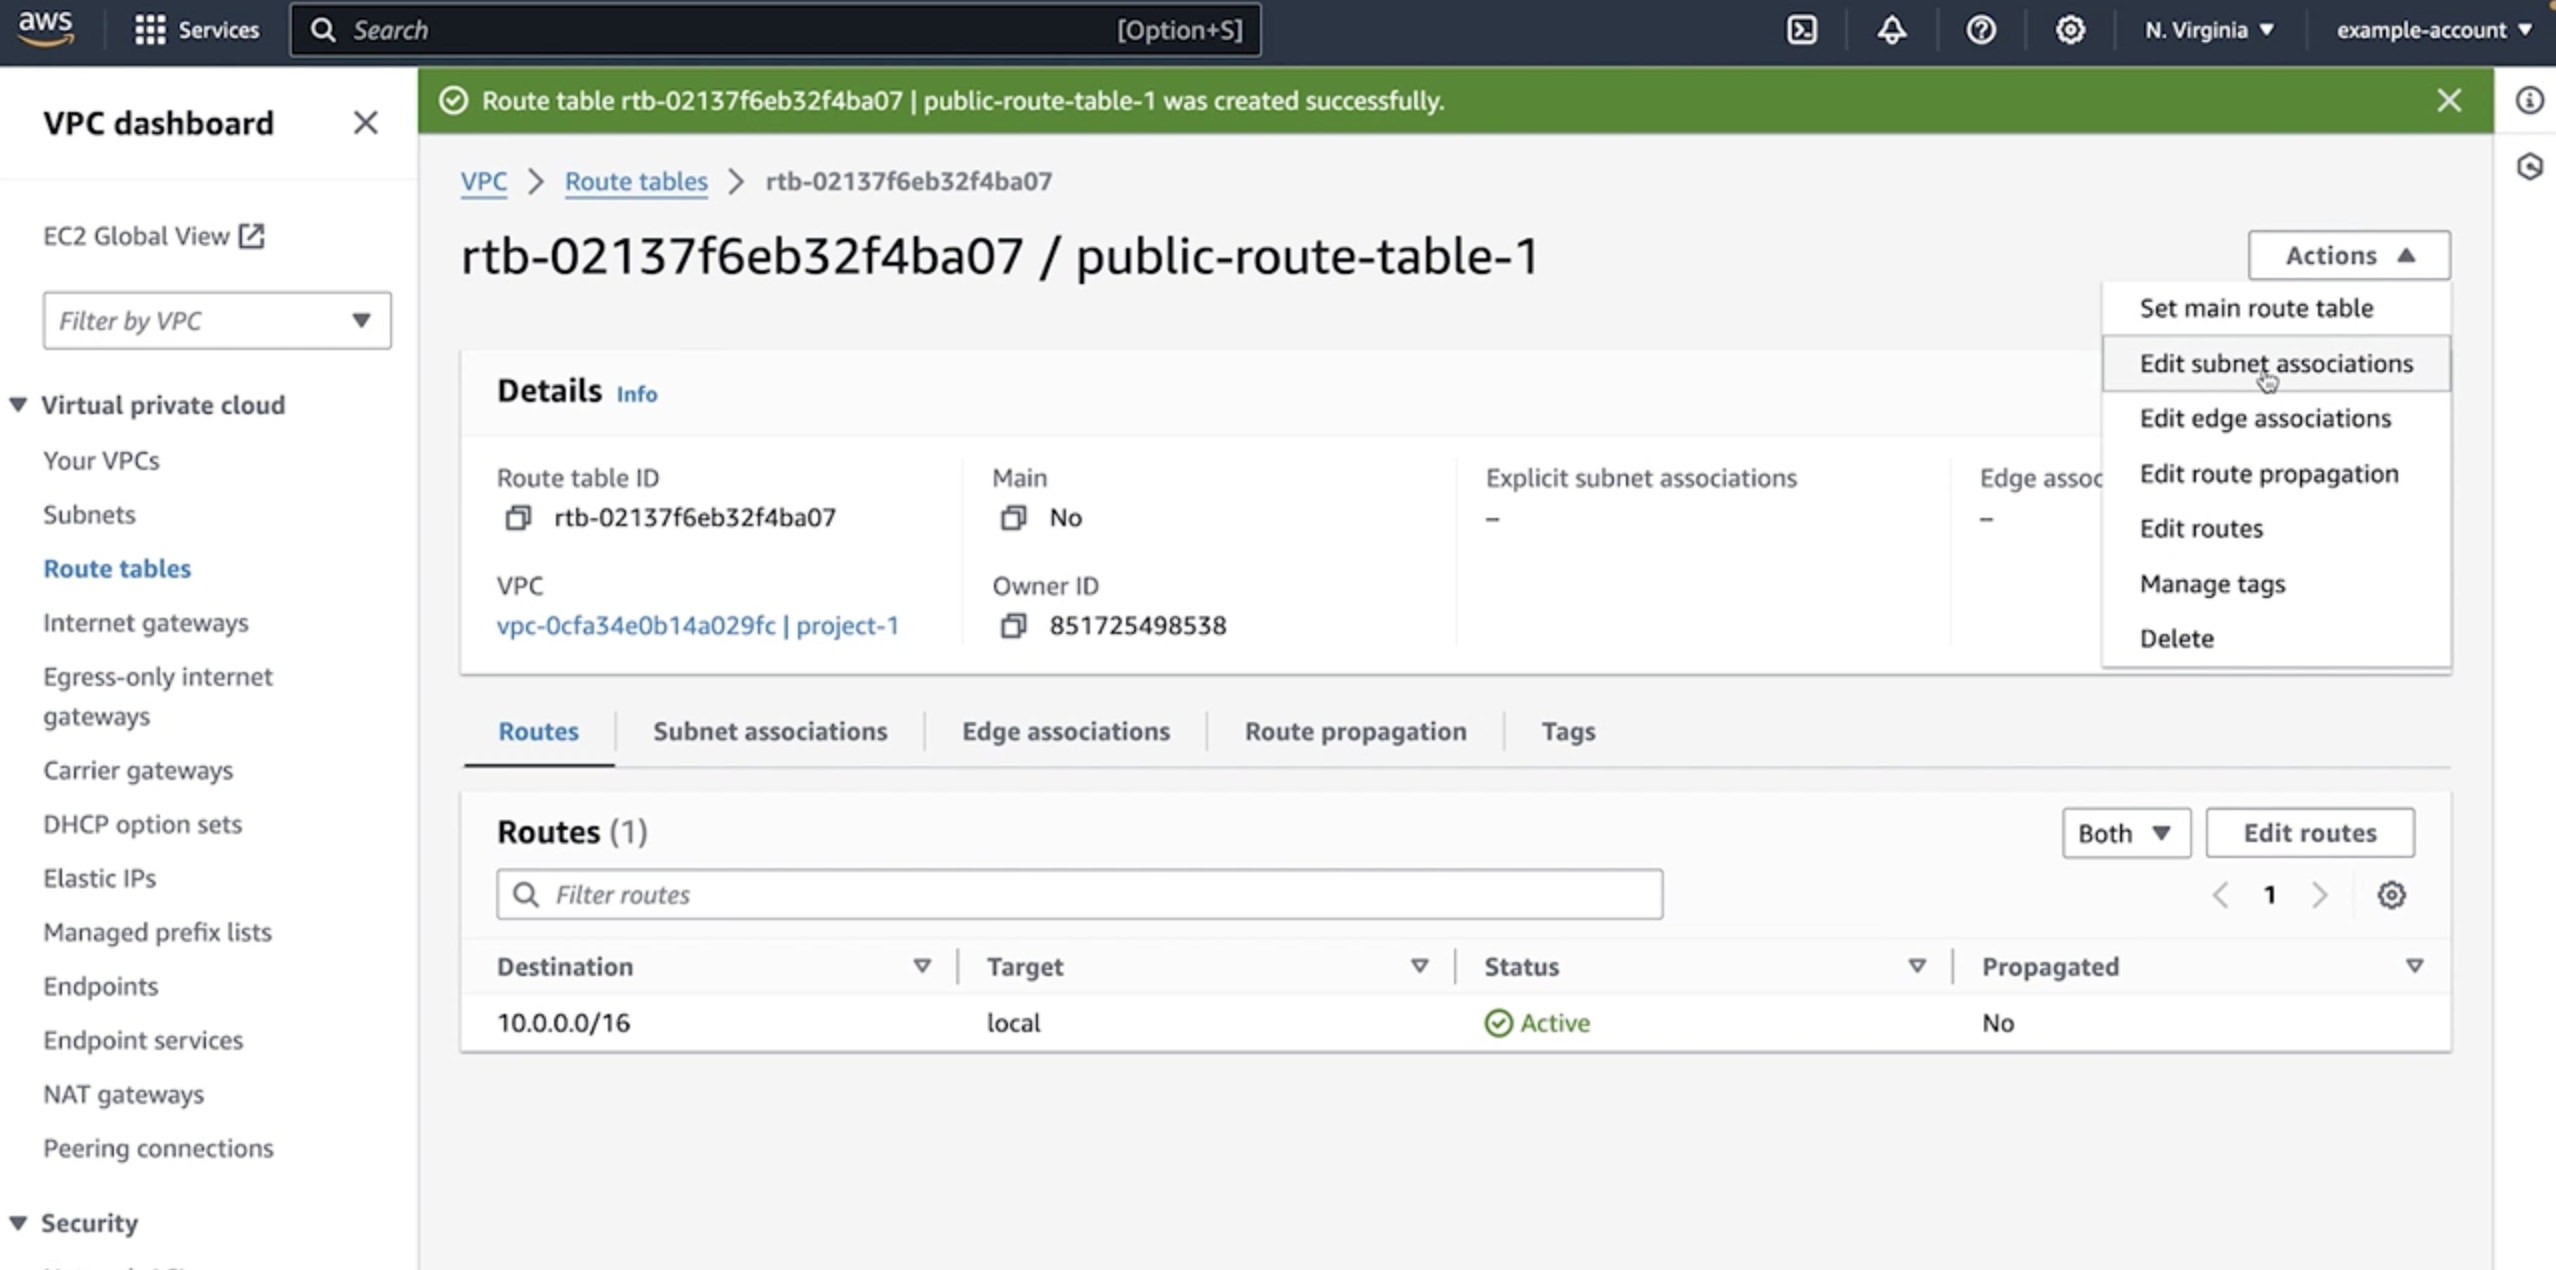 aws
Services
Search
[Option+S]
N. Virginia
example-account
VPC dashboard
EC2 Global View
Filter by VPC
Virtual private cloud
Your VPCs
Subnets
Route tables
Internet gateways
Egress-only internet
gateways
Carrier gateways
DHCP option sets
Elastic IPs
Managed prefix lists
Endpoints
Endpoint services
NAT gateways
Peering connections
Security
Route table rtb-02137f6eb32f4ba07 | public-route-table-1 was created successfully.
VPC > Route tables > rtb-02137f6eb32f4ba07
rtb-02137f6eb32f4ba07 / public-route-table-1
Actions
Set main route table
Edit subnet associations
Edit edge associations
Edit route propagation
Edit routes
Manage tags
Delete
Details Info
Route table ID
rtb-02137f6eb32f4ba07
Main
No
Explicit subnet associations
–
Edge assoc
–
VPC
vpc-0cfa34e0b14a029fc | project-1
Owner ID
851725498538
Routes
Subnet associations
Edge associations
Route propagation
Tags
Routes (1)
Both
Edit routes
Filter routes
1
Destination
Target
Status
Propagated
10.0.0.0/16
local
Active
No